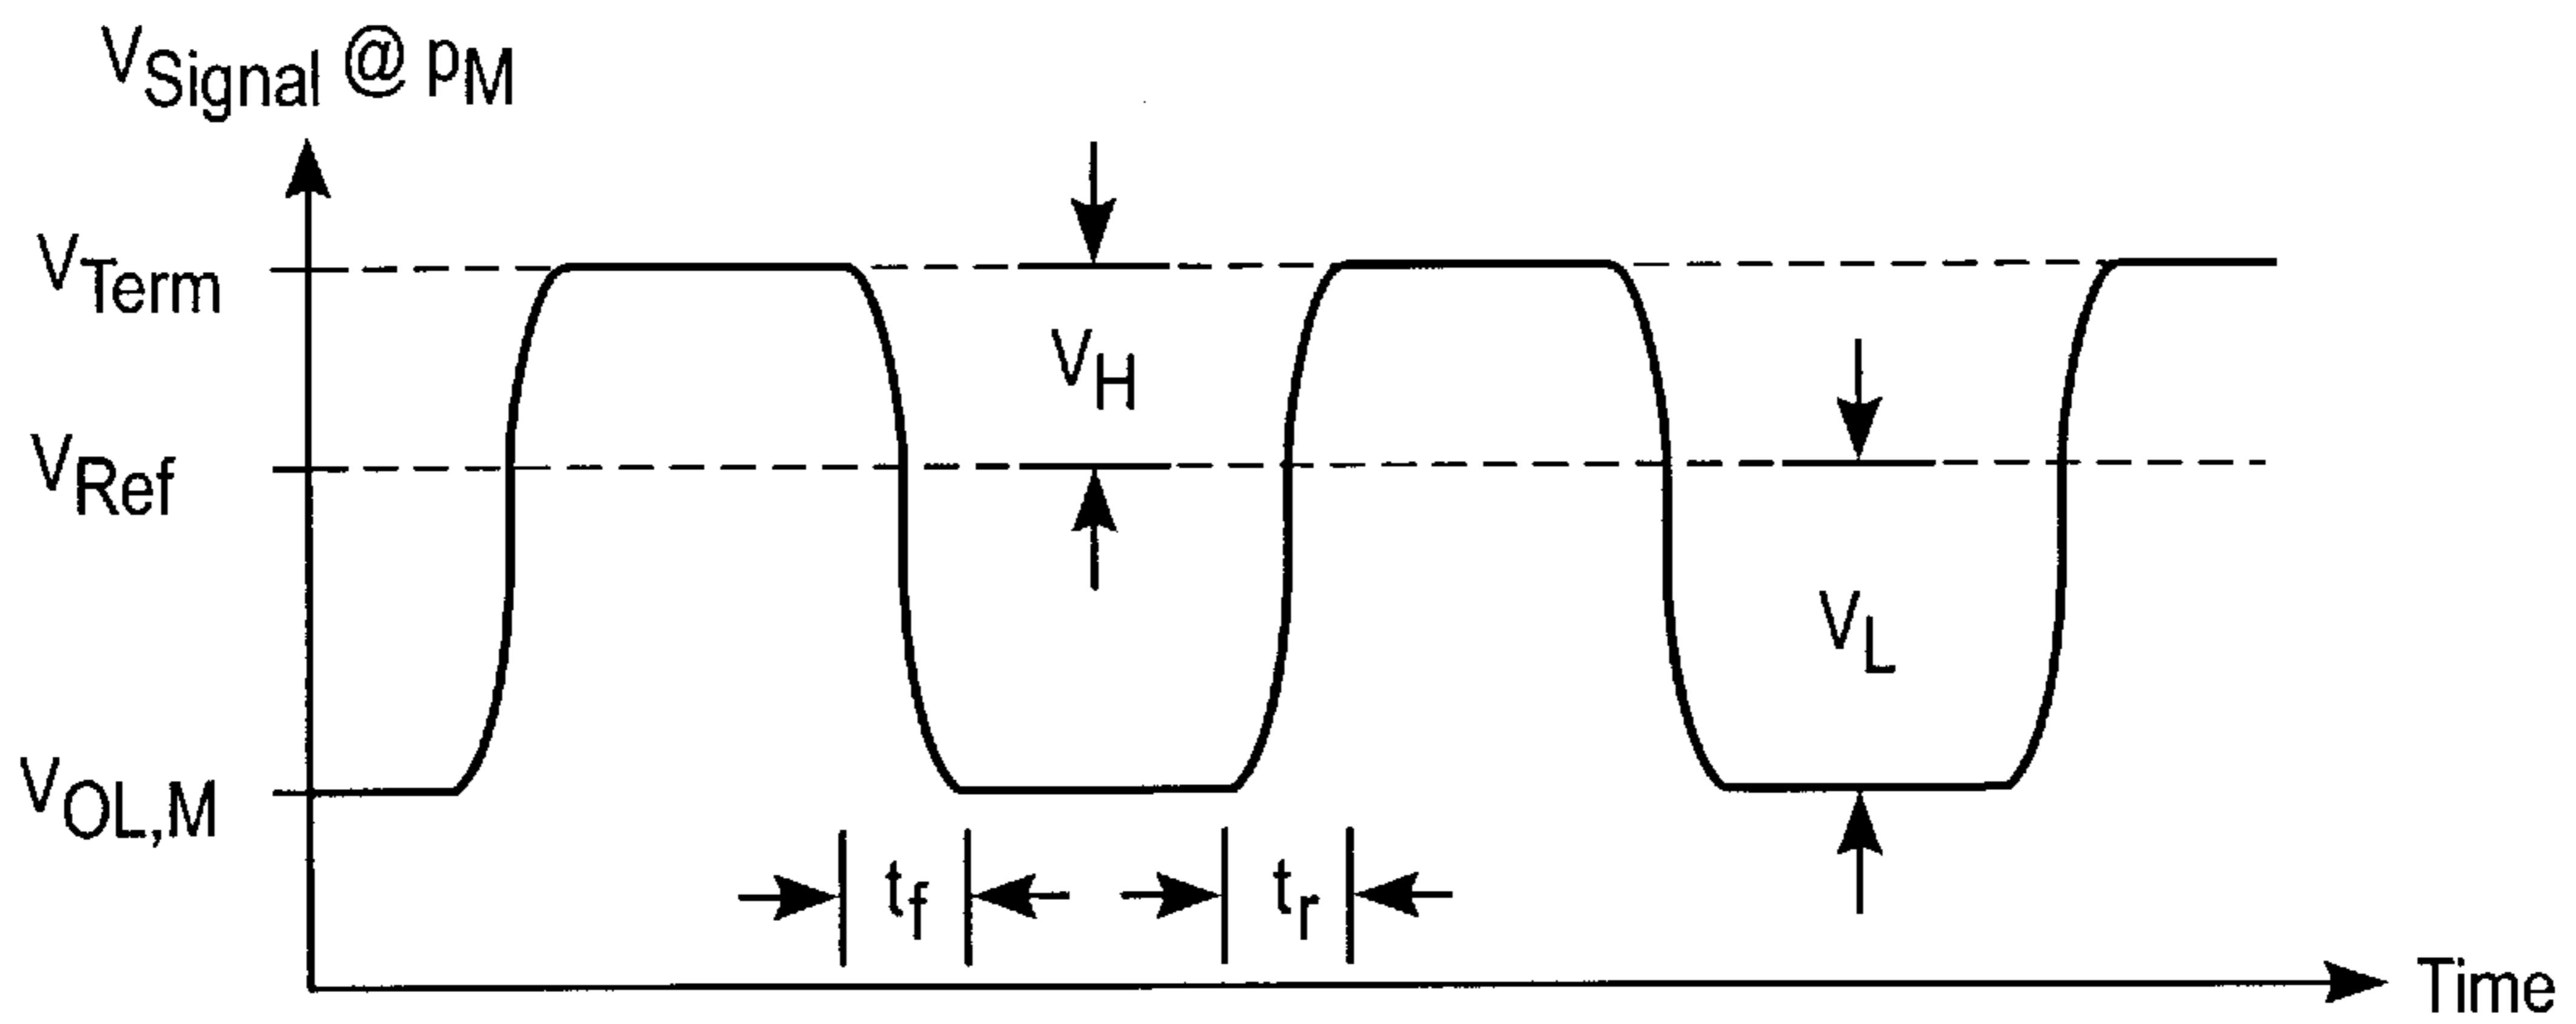 VSignal @ pM
VTerm
VH
VRef
VL
VOL,M
tf
tr
Time